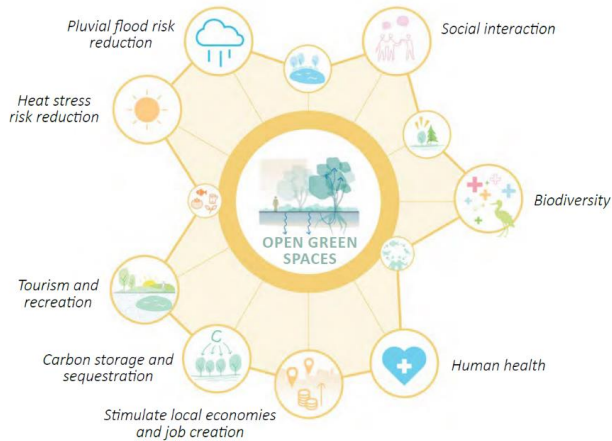 Pluvial flood risk
reduction
Social interaction
Heat stress
risk reduction
Biodiversity
OPEN GREEN
SPACES
Tourism and
recreation
Carbon storage and
sequestration
Human health
Stimulate local economies
and job creation